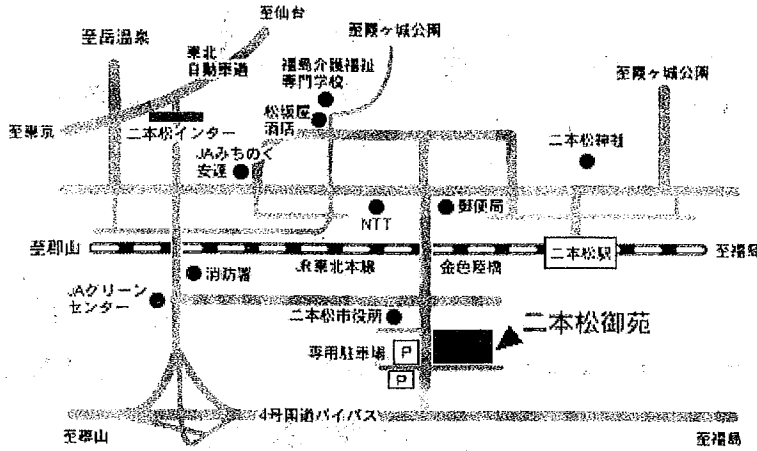 至仙台
至岳温泉
東北
自動車道
至霞ヶ城公園
福島介護福祉
専門学校
至霞ヶ城公園
松坂屋
酒店
至東京
二本松インター
二本松神社
JAみちのく
安達
郵便局
NTT
至郡山
JR東北本線
金色陸橋
二本松駅
至福島
消防署
JAグリーン
センター
二本松市役所
二本松御苑
専用駐車場
P
P
4号国道バイパス
至郡山
至福島